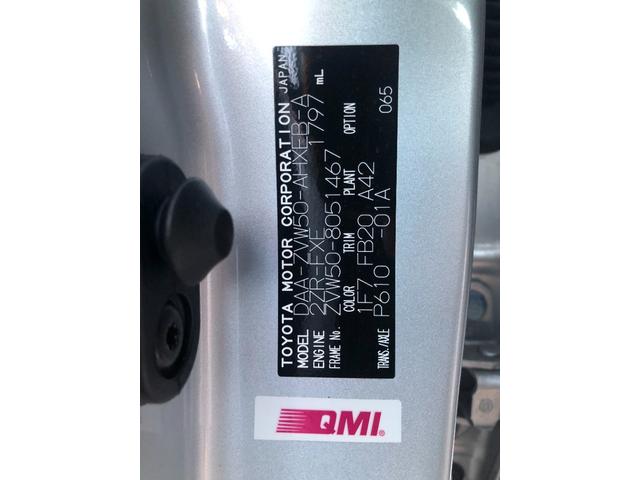 TOYOTA MOTOR CORPORATION JAPAN
MODEL DAA-ZVW50-AHXEB-A
ENGINE 2ZR-FXE 1797 mL
FRAME No. ZVW50-8051467
COLOR TRIM PLANT OPTION
1F7 FB20 A42
TRANS./AXLE P610 -01A 065
QMI®